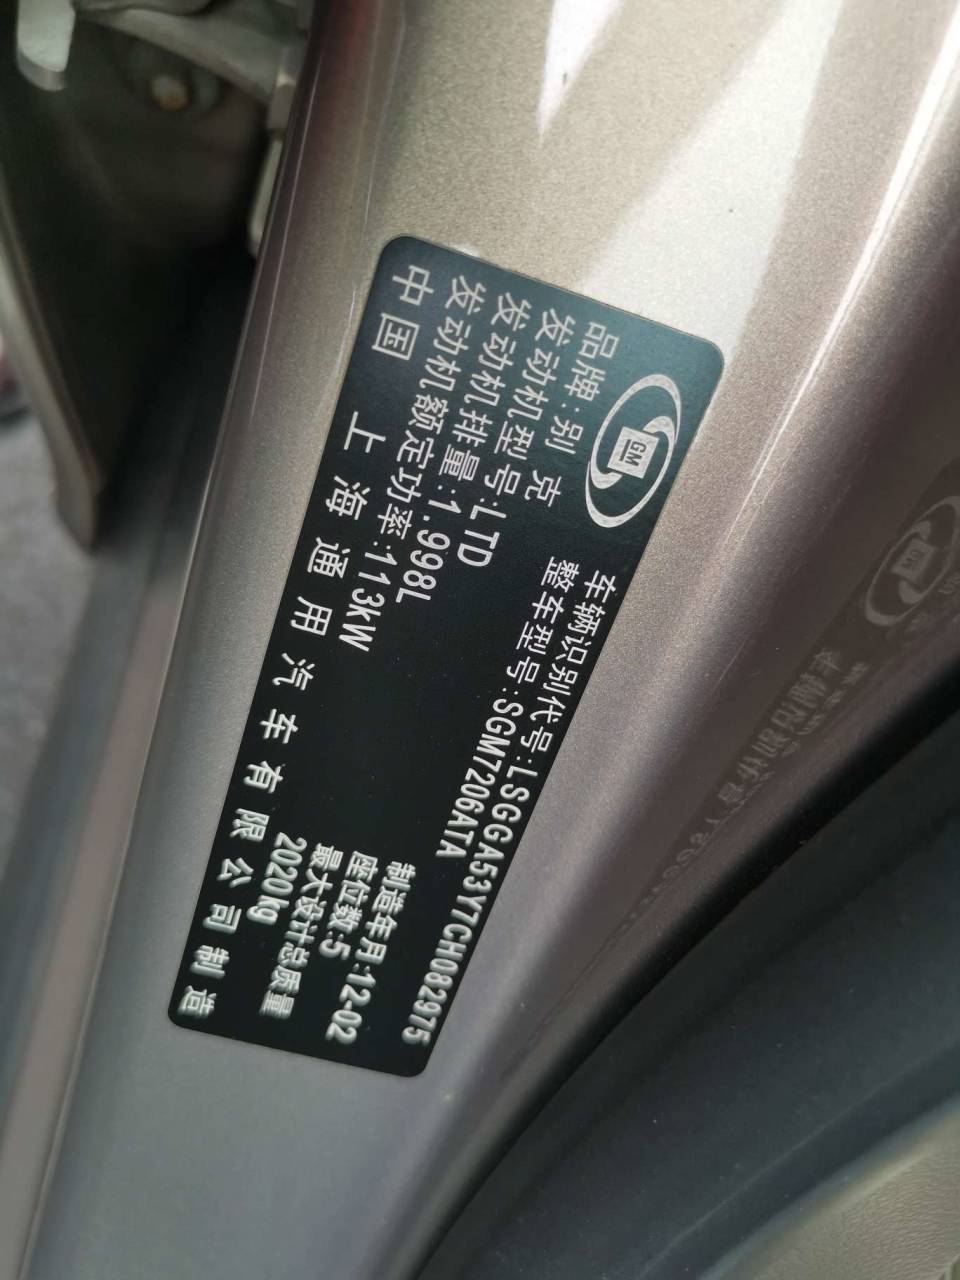 GM
车辆识别代号:LSGGA53Y7CH082975
品牌:别 克
整车型号:SGM7206ATA
发动机型号:LTD
制造年月:12-02
发动机排量:1.998L
座位数:5
发动机额定功率:113kW
最大设计总质量
2020kg
中国 上海通用汽车有限公司制造